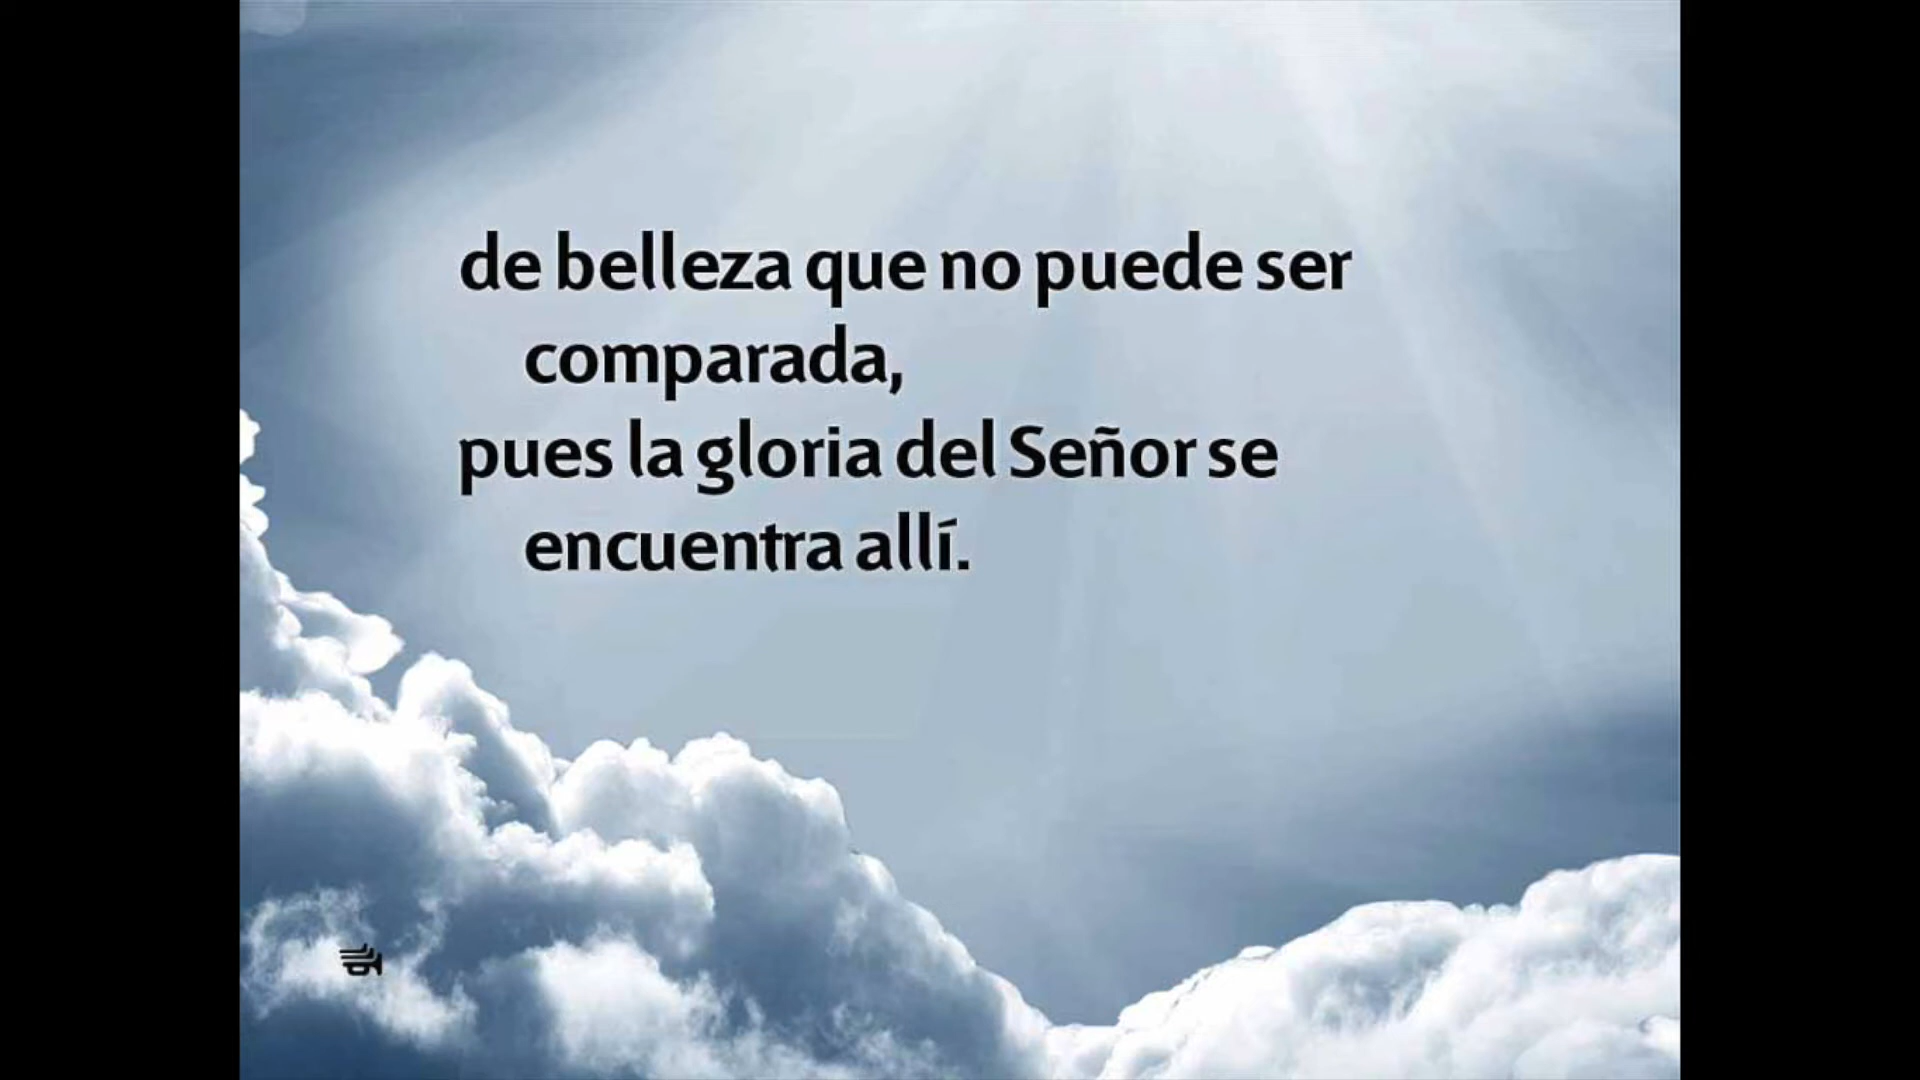 de belleza que no puede ser
comparada,
pues la gloria del Señor se
encuentra allí.